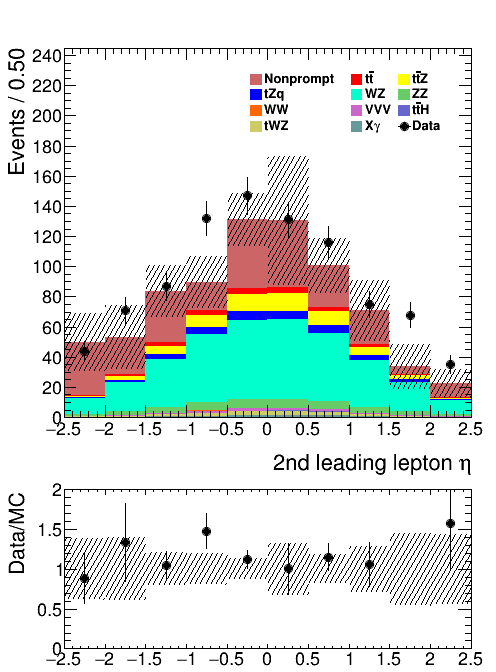 Events / 0.50
240
220
200
180
160
140
120
100
80
60
40
20
0
Nonprompt tt̄ tt̄Z
tZq WZ ZZ
WW VVV tt̄H
tWZ Xγ Data
−2.5 −2 −1.5 −1 −0.5 0 0.5 1 1.5 2 2.5
2nd leading lepton η
Data/MC
2
1.5
1
0.5
0
−2.5 −2 −1.5 −1 −0.5 0 0.5 1 1.5 2 2.5